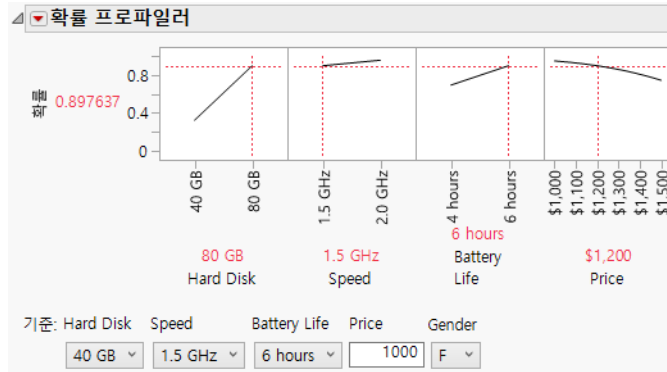 확률 프로파일러
확률
0.897637
0.8
0.4
0
40 GB
80 GB
1.5 GHz
2.0 GHz
4 hours
6 hours
$1,000
$1,100
$1,200
$1,300
$1,400
$1,500
80 GB
Hard Disk
1.5 GHz
Speed
6 hours
Battery
Life
$1,200
Price
기준: Hard Disk Speed Battery Life Price Gender
40 GB 1.5 GHz 6 hours 1000 F